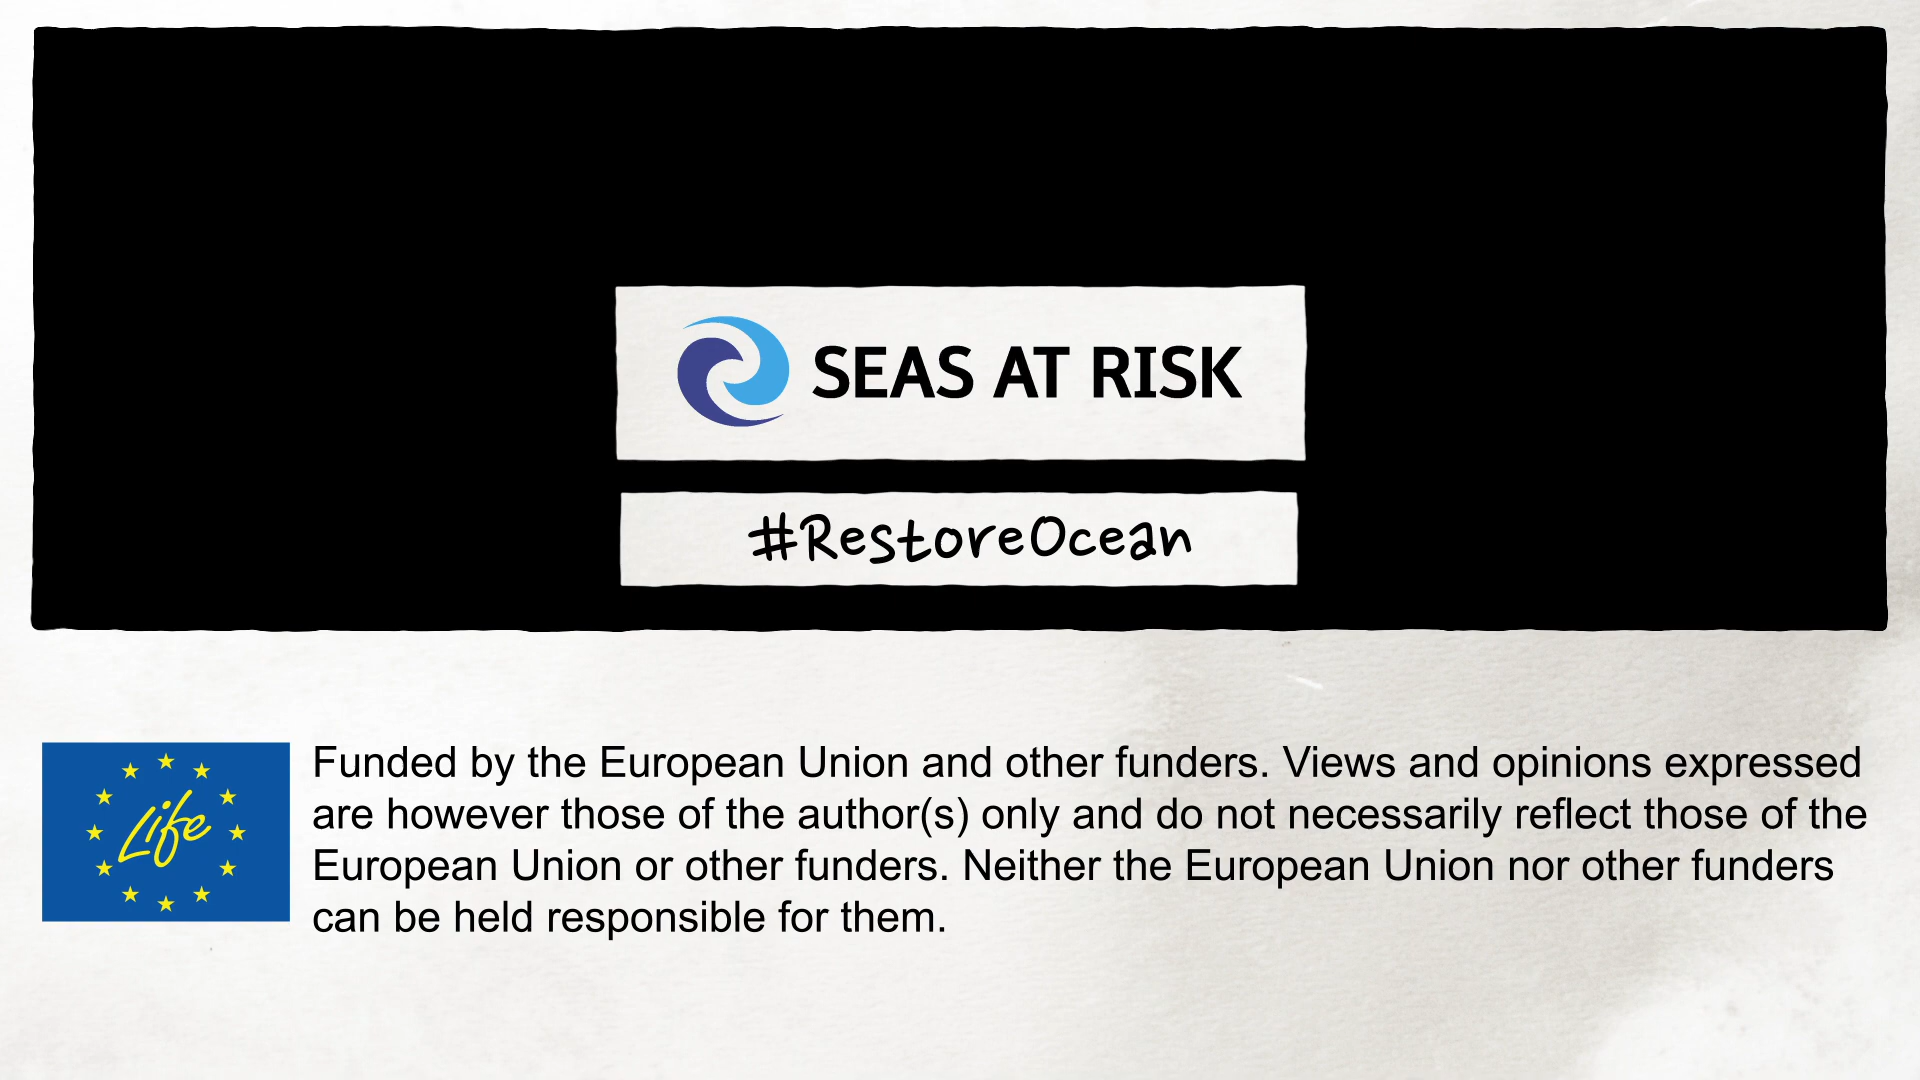 SEAS AT RISK
#RestoreOcean
Life
Funded by the European Union and other funders. Views and opinions expressed
are however those of the author(s) only and do not necessarily reflect those of the
European Union or other funders. Neither the European Union nor other funders
can be held responsible for them.